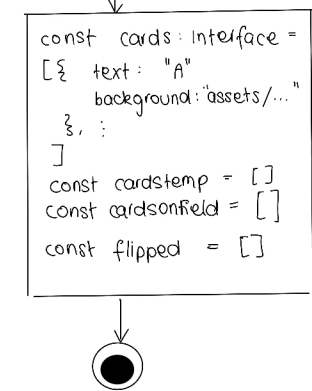 const cards : Interface =
[{ text : "A"
background : "assets/..."
}, :
]
const cardstemp = []
const cardsonfield = []
const flipped = []